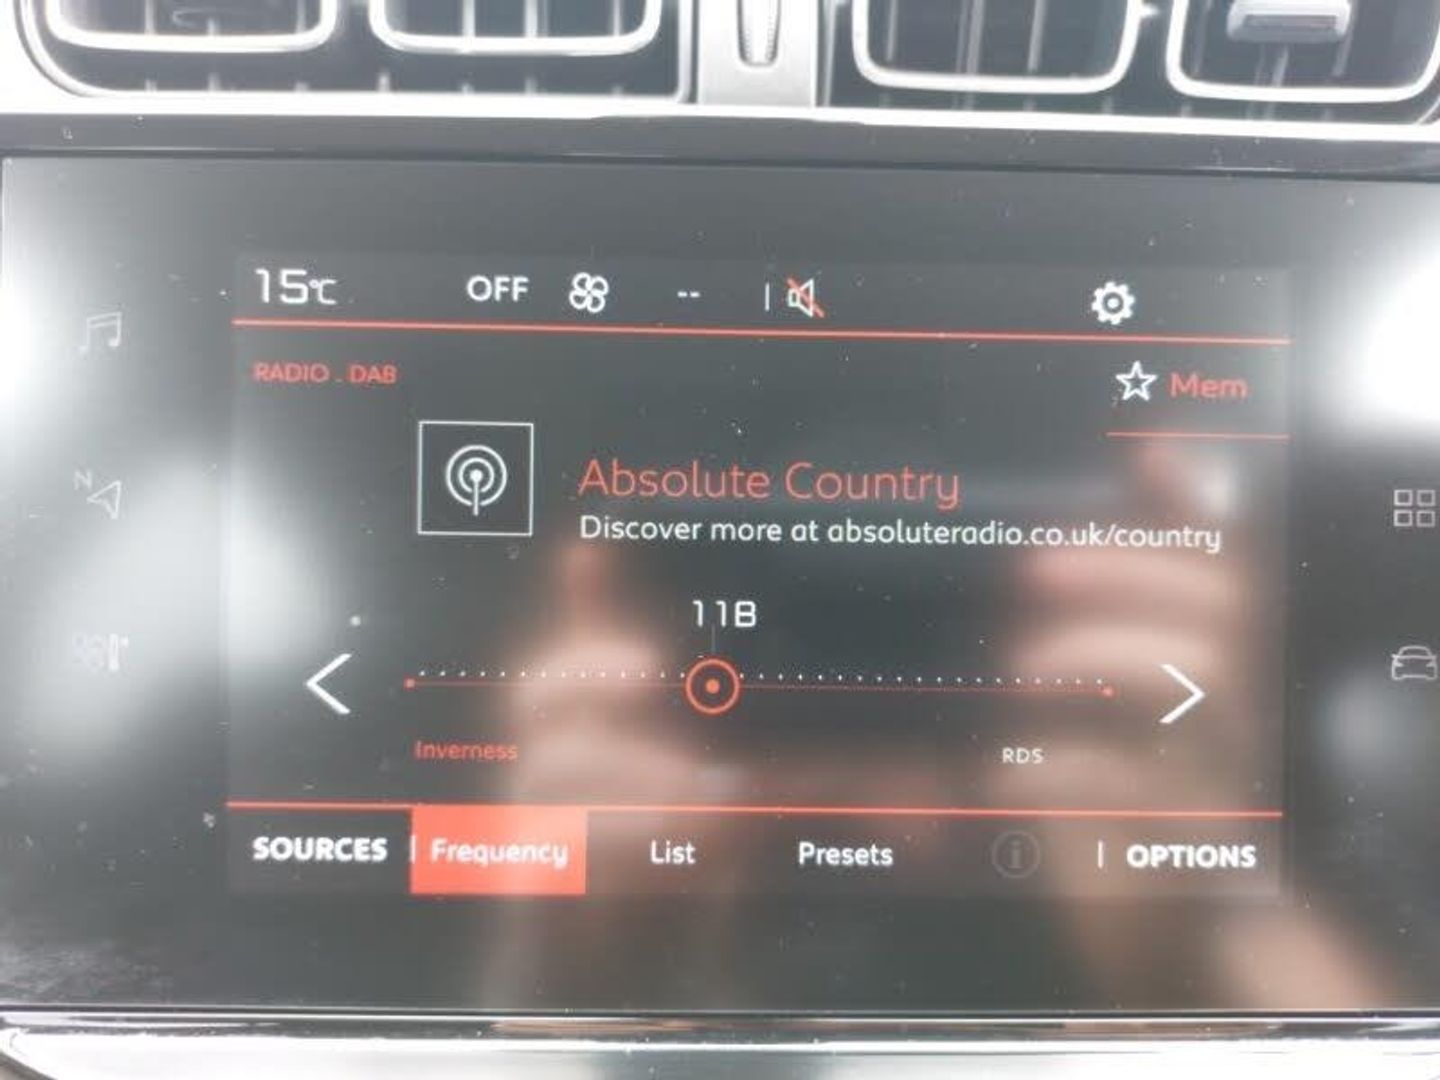 15°C OFF -- |
RADIO . DAB
Mem
Absolute Country
Discover more at absoluteradio.co.uk/country
11B
Inverness
RDS
SOURCES | Frequency List Presets | OPTIONS
N